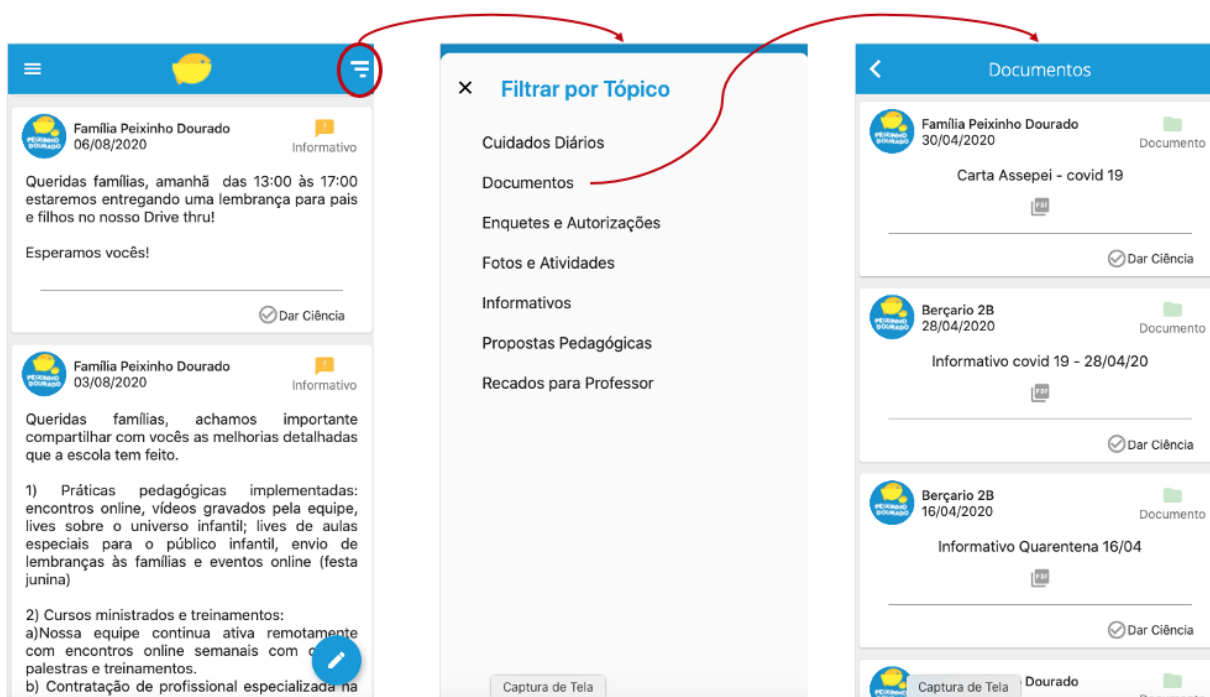 Família Peixinho Dourado
06/08/2020
Informativo
Queridas famílias, amanhã das 13:00 às 17:00
estaremos entregando uma lembrança para pais
e filhos no nosso Drive thru!
Esperamos vocês!
Dar Ciência
Família Peixinho Dourado
03/08/2020
Informativo
Queridas famílias, achamos importante
compartilhar com vocês as melhorias detalhadas
que a escola tem feito.
1) Práticas pedagógicas implementadas:
encontros online, vídeos gravados pela equipe,
lives sobre o universo infantil; lives de aulas
especiais para o público infantil, envio de
lembranças às famílias e eventos online (festa
junina)
2) Cursos ministrados e treinamentos:
a)Nossa equipe continua ativa remotamente
com encontros online semanais com
palestras e treinamentos.
b) Contratação de profissional especializada na
Filtrar por Tópico
Cuidados Diários
Documentos
Enquetes e Autorizações
Fotos e Atividades
Informativos
Propostas Pedagógicas
Recados para Professor
Captura de Tela
Documentos
Família Peixinho Dourado
30/04/2020
Documento
Carta Assepei - covid 19
PDF
Dar Ciência
Berçario 2B
28/04/2020
Documento
Informativo covid 19 - 28/04/20
PDF
Dar Ciência
Berçario 2B
16/04/2020
Documento
Informativo Quarentena 16/04
PDF
Dar Ciência
Dourado
Captura de Tela